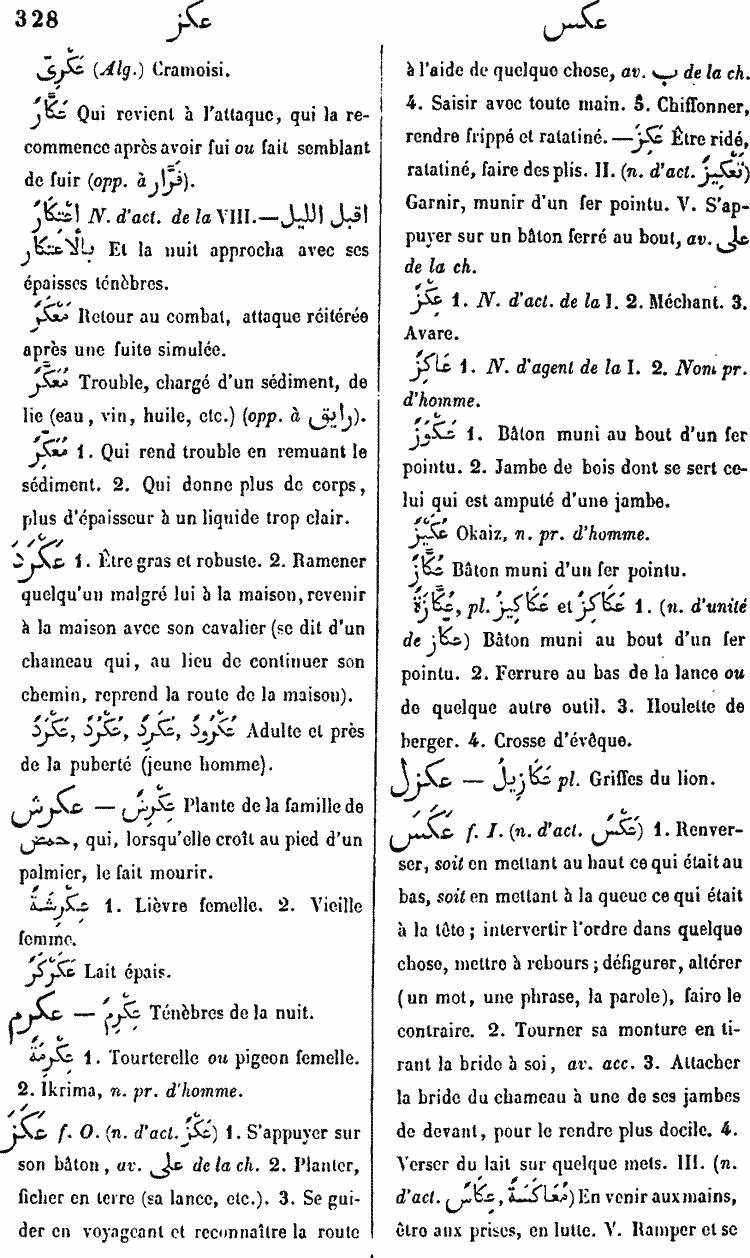 328 عكز عكس
عَكَرِىّ (Alg.) Cramoisi.
عَكَّارٌ Qui revient à l'attaque, qui la re-
commence après avoir fui ou fait semblant
de fuir (opp. à فَرَّار).
إِعْتِكَارٌ N. d'act. de la VIII. — اقبل الليل
بالاعتكار Et la nuit approcha avec ses
épaisses ténèbres.
مَعْكَرٌ Retour au combat, attaque réitérée
après une fuite simulée.
مُعَكَّرٌ Trouble, chargé d'un sédiment, de
lie (eau, vin, huile, etc.) (opp. à رايق).
مُعَكِّرٌ 1. Qui rend trouble en remuant le
sédiment. 2. Qui donne plus de corps,
plus d'épaisseur à un liquide trop clair.
عَكْرَدَ 1. Être gras et robuste. 2. Ramener
quelqu'un malgré lui à la maison, revenir
à la maison avec son cavalier (se dit d'un
chameau qui, au lieu de continuer son
chemin, reprend la route de la maison).
عُكْرُودٌ ,عُكَرِدٌ ,عُكْرُدٌ ,عَكْرَدٌ Adulte et près
de la puberté (jeune homme).
عكرش — عِكْرِشٌ Plante de la famille de
حمض, qui, lorsqu'elle croît au pied d'un
palmier, le fait mourir.
عِكْرِشَةٌ 1. Lièvre femelle. 2. Vieille
femme.
عَكَرْكَرٌ Lait épais.
عكرم — عِكْرِمٌ Ténèbres de la nuit.
عِكْرِمَةٌ 1. Tourterelle ou pigeon femelle.
2. Ikrima, n. pr. d'homme.
عَكَزَ f. O. (n. d'act. عَكْزٌ) 1. S'appuyer sur
son bâton, av. على de la ch. 2. Planter,
ficher en terre (sa lance, etc.). 3. Se gui-
der en voyageant et reconnaître la route
à l'aide de quelque chose, av. ب de la ch.
4. Saisir avec toute main. 5. Chiffonner,
rendre frippé et ratatiné. — عَكِزَ Être ridé,
ratatiné, faire des plis. II. (n. d'act. تَعْكِيزٌ)
Garnir, munir d'un fer pointu. V. S'ap-
puyer sur un bâton ferré au bout, av. على
de la ch.
عِكْزٌ 1. N. d'act. de la I. 2. Méchant. 3.
Avare.
عَاكِزٌ 1. N. d'agent de la I. 2. Nom pr.
d'homme.
عَكُّوزٌ 1. Bâton muni au bout d'un fer
pointu. 2. Jambe de bois dont se sert ce-
lui qui est amputé d'une jambe.
عُكَيْزٌ Okaiz, n. pr. d'homme.
عُكَّازٌ Bâton muni d'un fer pointu.
عُكَّازَةٌ, pl. عَكَاكِيزُ et عَكَاكِزُ 1. (n. d'unité
de عكاز) Bâton muni au bout d'un fer
pointu. 2. Ferrure au bas de la lance ou
de quelque autre outil. 3. Houlette de
berger. 4. Crosse d'évêque.
عكزل — عَكَازِيلُ pl. Griffes du lion.
عَكَسَ f. I. (n. d'act. عَكْسٌ) 1. Renver-
ser, soit en mettant au haut ce qui était au
bas, soit en mettant à la queue ce qui était
à la tête; intervertir l'ordre dans quelque
chose, mettre à rebours; défigurer, altérer
(un mot, une phrase, la parole), faire le
contraire. 2. Tourner sa monture en ti-
rant la bride à soi, av. acc. 3. Attacher
la bride du chameau à une de ses jambes
de devant, pour le rendre plus docile. 4.
Verser du lait sur quelque mets. III. (n.
d'act. عِكَاسٌ ,مُعَاكَسَةٌ) En venir aux mains,
être aux prises, en lutte. V. Ramper et se